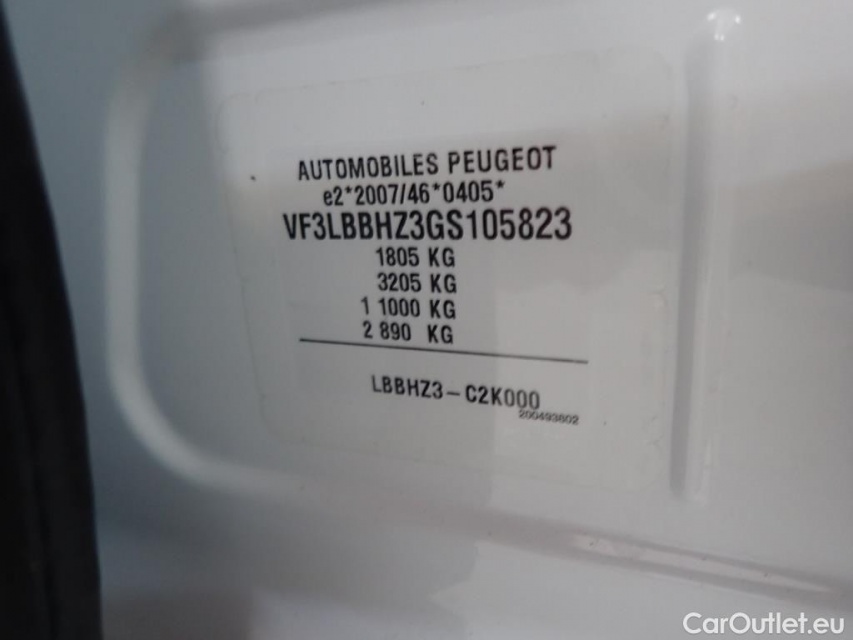 AUTOMOBILES PEUGEOT
e2*2007/46*0405*
VF3LBBHZ3GS105823
1805 KG
3205 KG
1 1000 KG
2 890 KG
LBBHZ3-C2K000
200493802
CarOutlet.eu